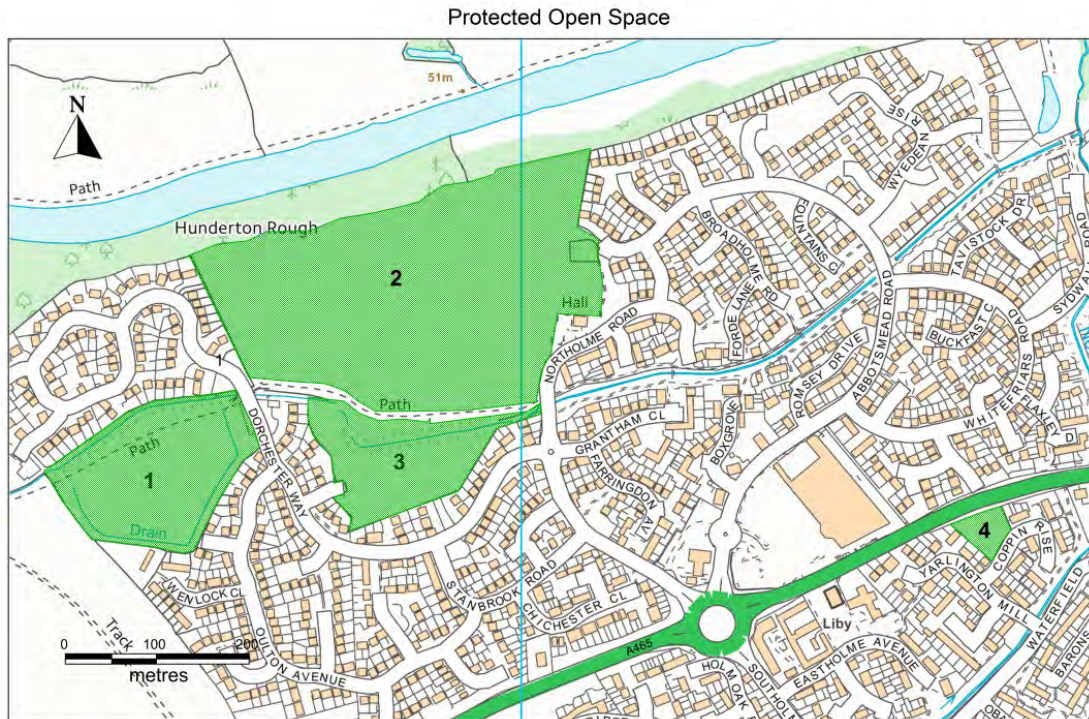 Protected Open Space
51m
N
Path
Hunderton Rough
2
Hall
RISE
WYEDEAN
FOUNTAINS C
BROADHOLME RD
TAVISTOCK DR
FORDE LANE
NORTHOLME ROAD
BUCKFAST C
ROAD
SYDW
ABBOTSMEAD ROAD
ROMSEY DRIVE
WHITEFRIARS
FLAXLEY
D
1
Path
DORCHESTER WAY
Path
GRANTHAM CL
BOXGROVE
3
1
FARRINGDON AV
Drain
4
COPPIN RISE
YARLINGTON MILL
WATERFIELD
WENLOCK CL
STANBROOK ROAD
CHICHESTER CL
Liby
OULTON AVENUE
Track
0 100 200
metres
A465
EASTHOLME AVENUE
HOLM OAK
SOUTHOLM
BARO